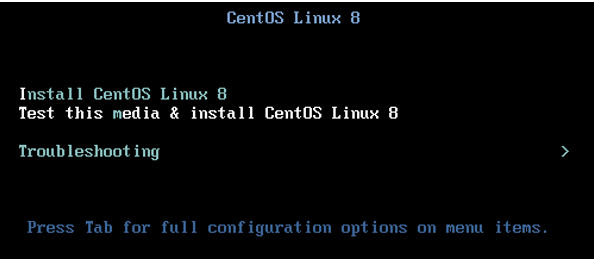 CentOS Linux 8
Install CentOS Linux 8
Test this media & install CentOS Linux 8
Troubleshooting >
Press Tab for full configuration options on menu items.